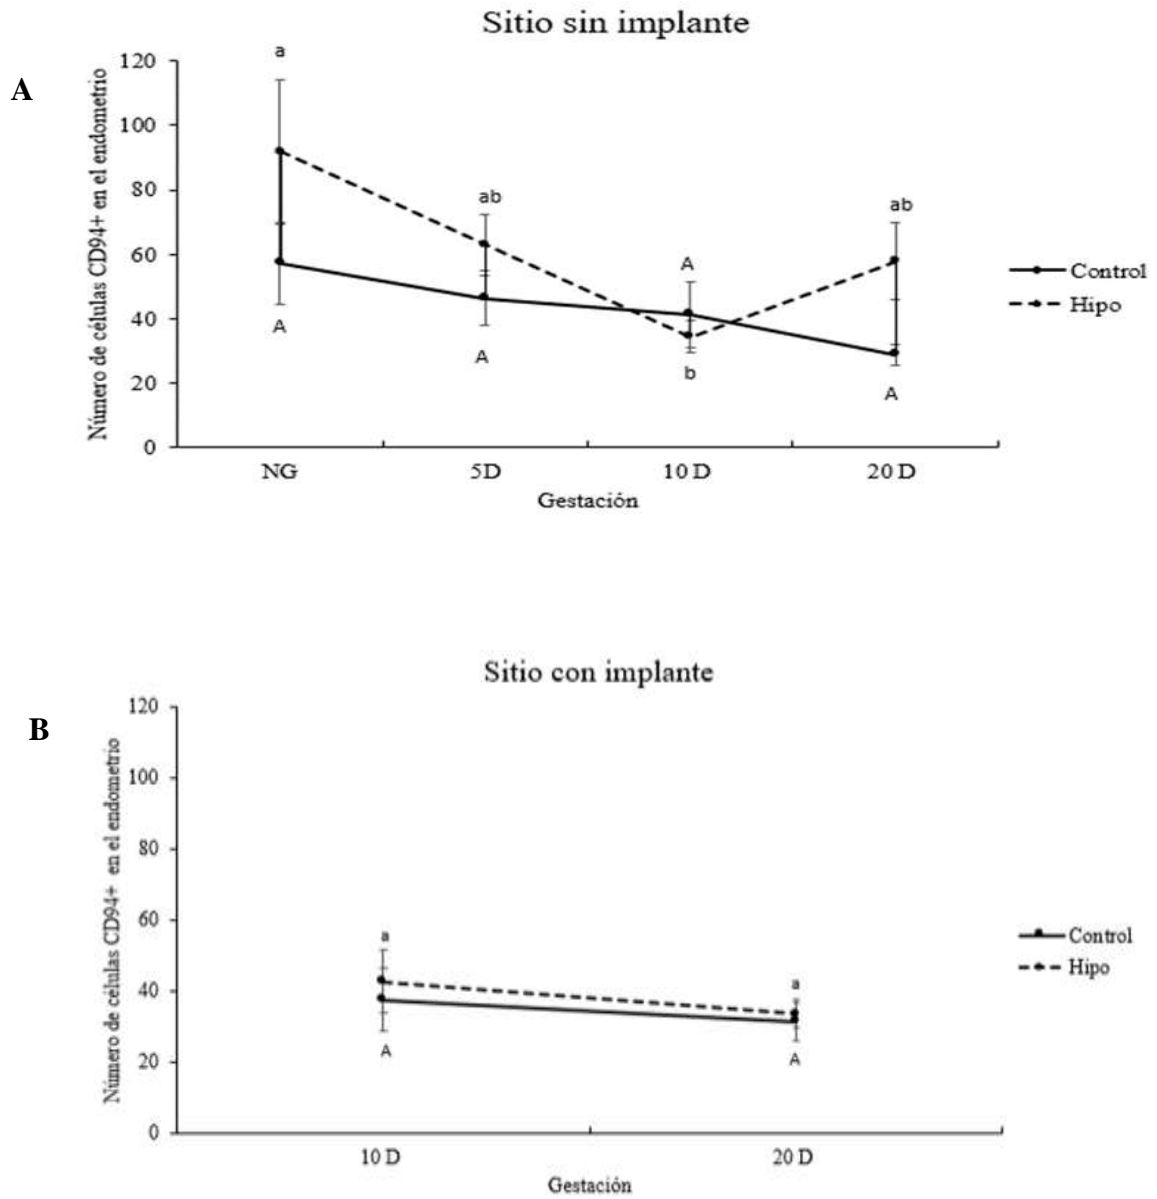 Sitio sin implante
A
Número de células CD94+ en el endometrio
120
100
80
60
40
20
0
a
ab
A
ab
A
A
b
A
NG
5D
10 D
20 D
Gestación
Control
Hipo
Sitio con implante
B
Número de células CD94+ en el endometrio
120
100
80
60
40
20
0
a
a
A
A
10 D
20 D
Gestación
Control
Hipo